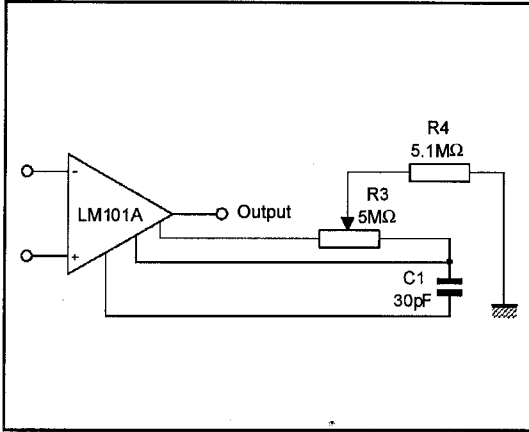 R4
5.1MΩ
R3
5MΩ
-
LM101A
Output
+
C1
30pF